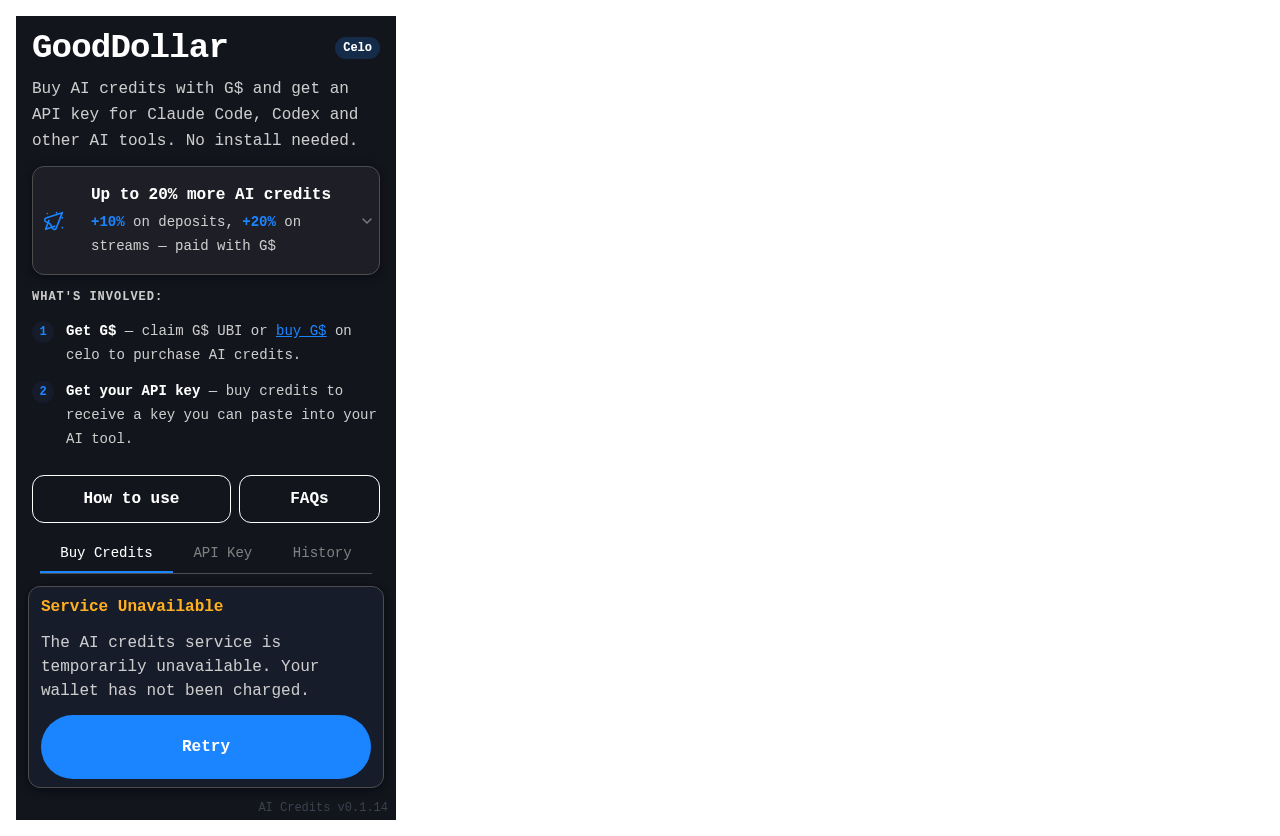 GoodDollar
Celo
Buy AI credits with G$ and get an
API key for Claude Code, Codex and
other AI tools. No install needed.
Up to 20% more AI credits
+10% on deposits, +20% on
streams — paid with G$
WHAT'S INVOLVED:
1 Get G$ — claim G$ UBI or buy G$ on
celo to purchase AI credits.
2 Get your API key — buy credits to
receive a key you can paste into your
AI tool.
How to use
FAQs
Buy Credits
API Key
History
Service Unavailable
The AI credits service is
temporarily unavailable. Your
wallet has not been charged.
Retry
AI Credits v0.1.14